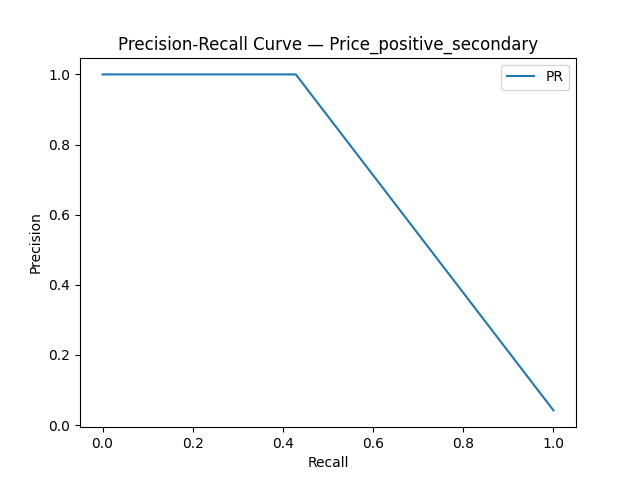 Precision-Recall Curve — Price_positive_secondary
PR
1.0
0.8
0.6
0.4
0.2
0.0
Precision
0.0 0.2 0.4 0.6 0.8 1.0
Recall